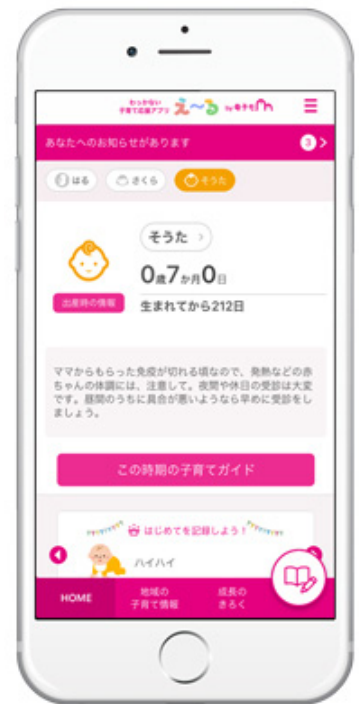 わっかない
子育て応援アプリ え〜る by母子モ
あなたへのお知らせがあります 3
はる さくら そうた
そうた
0歳7か月0日
出産時の情報
生まれてから212日
ママからもらった免疫が切れる頃なので、発熱などの赤
ちゃんの体調には、注意して。夜間や休日の受診は大変
です。昼間のうちに具合が悪いようなら早めに受診をし
ましょう。
この時期の子育てガイド
はじめてを記録しよう!
ハイハイ
HOME
地域の
子育て情報
成長の
きろく